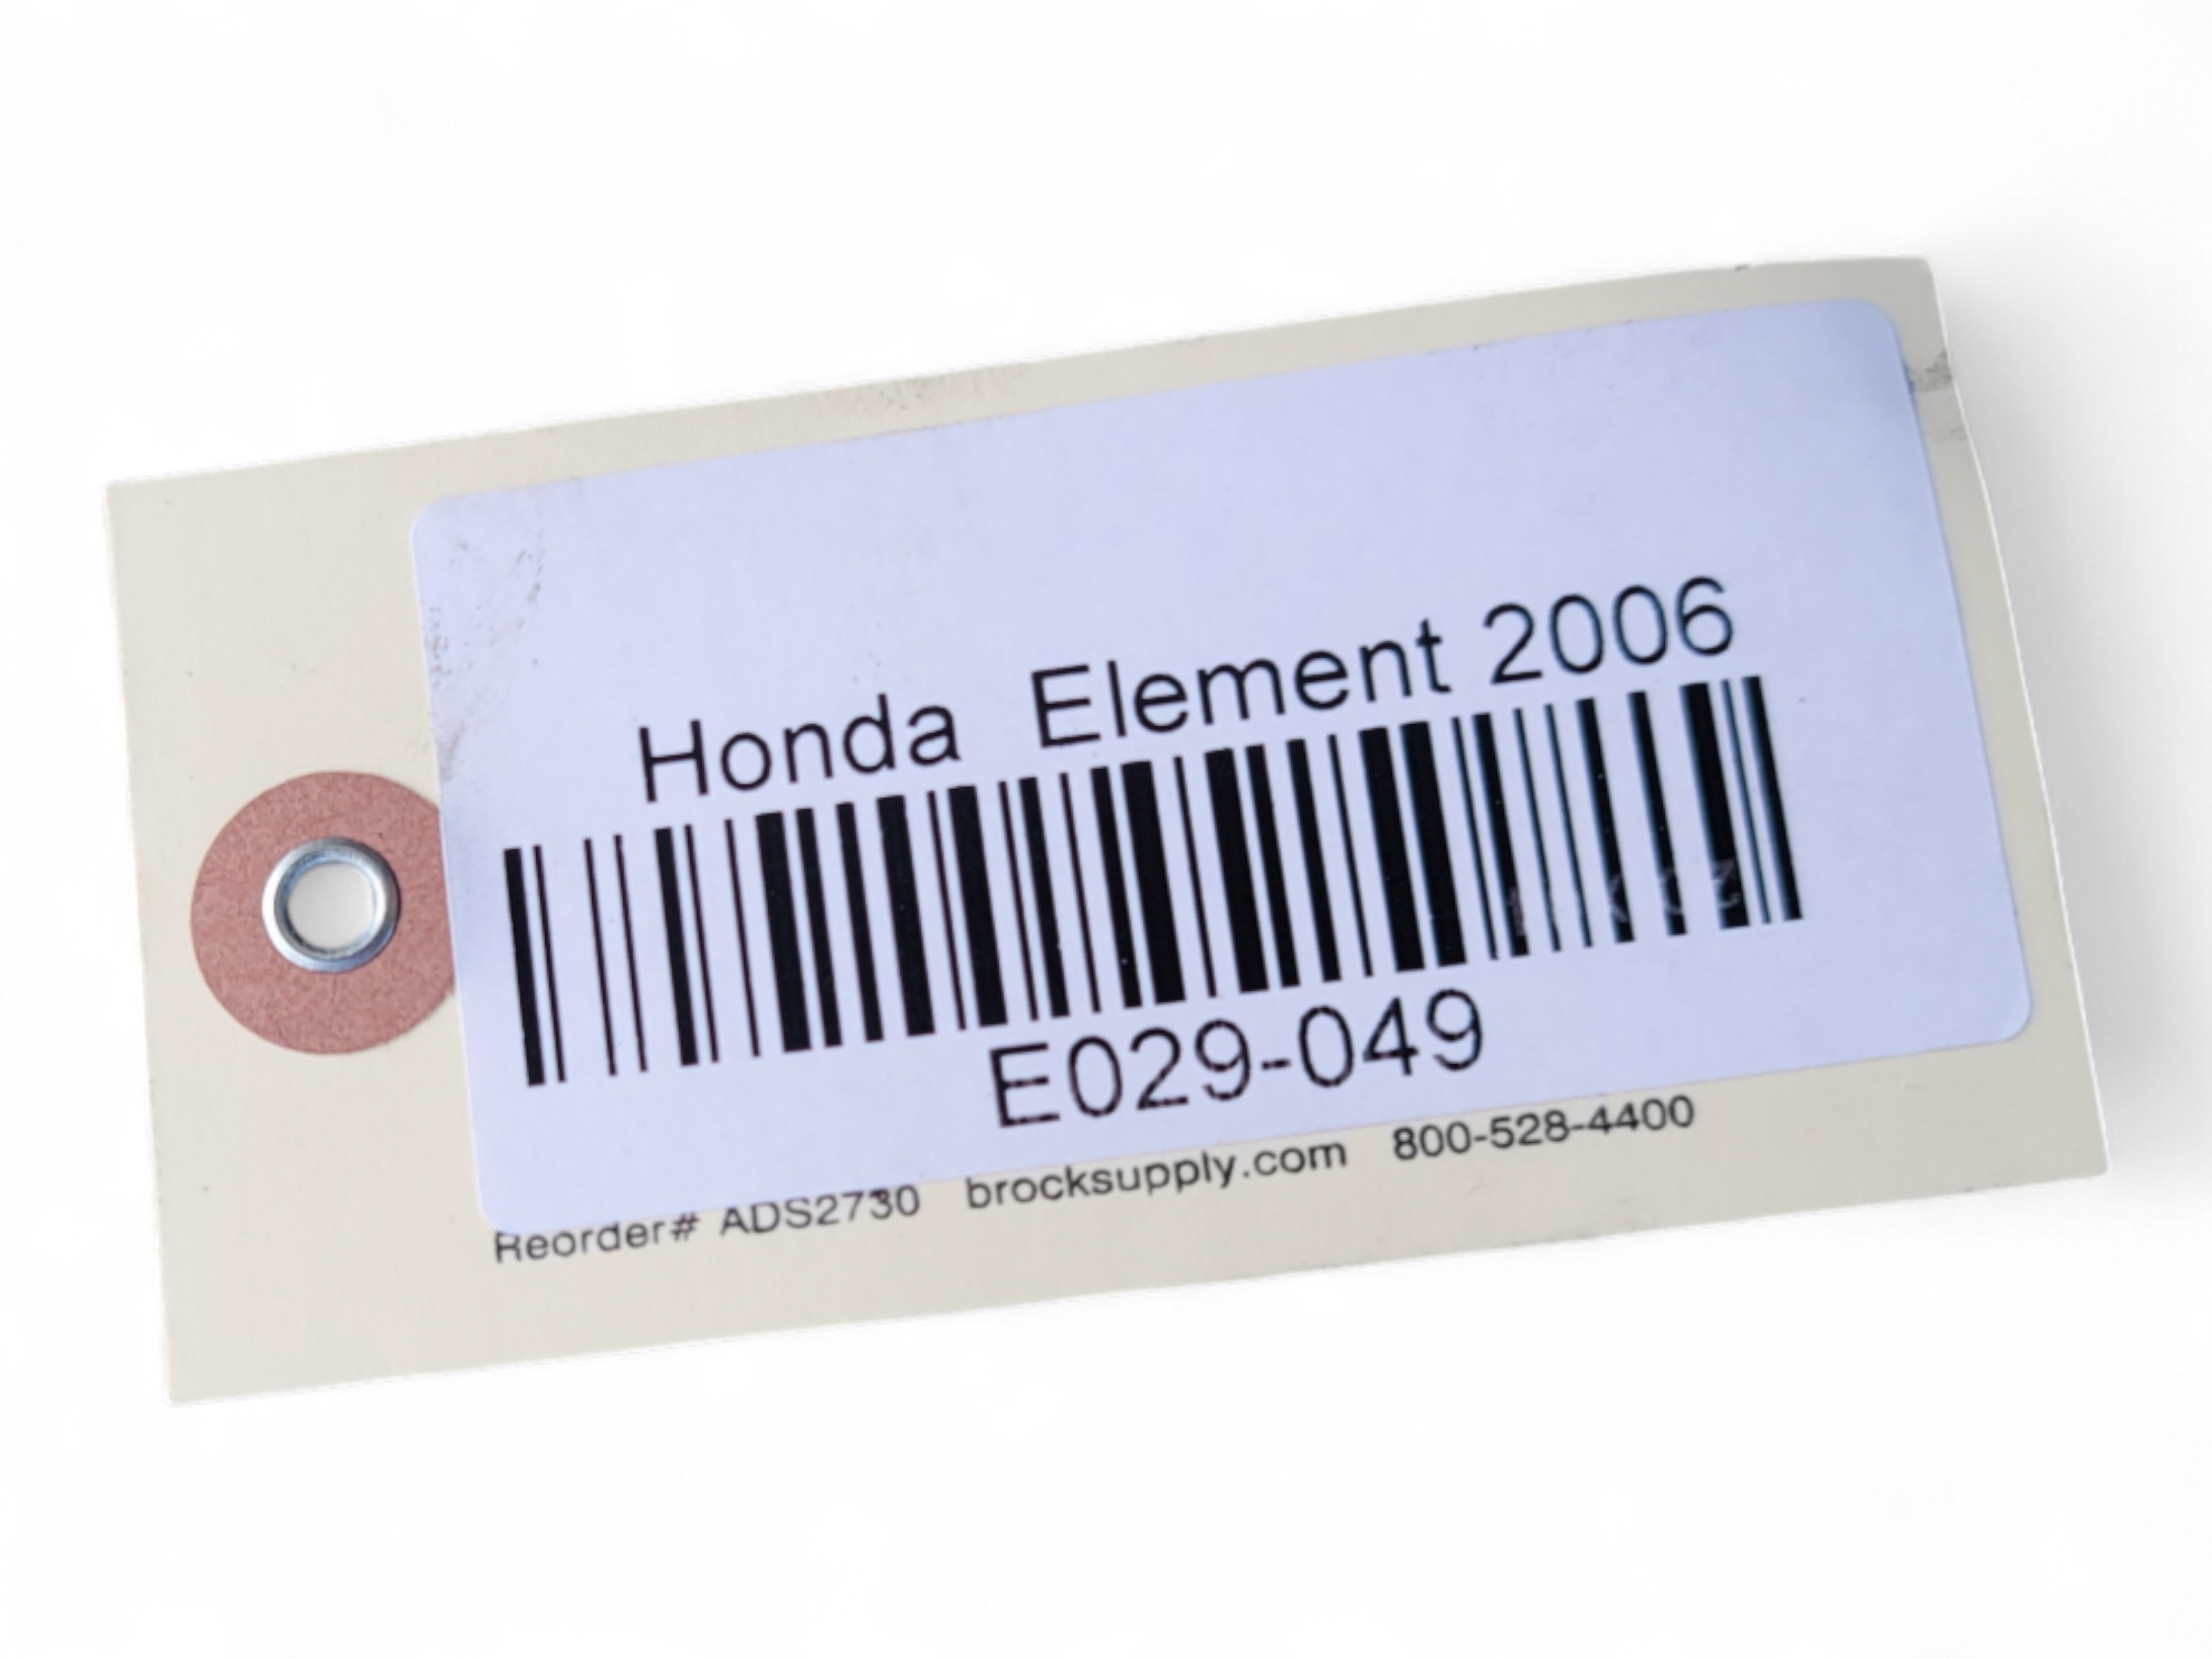 Honda Element 2006
E029-049
Reorder# ADS2730 brocksupply.com 800-528-4400